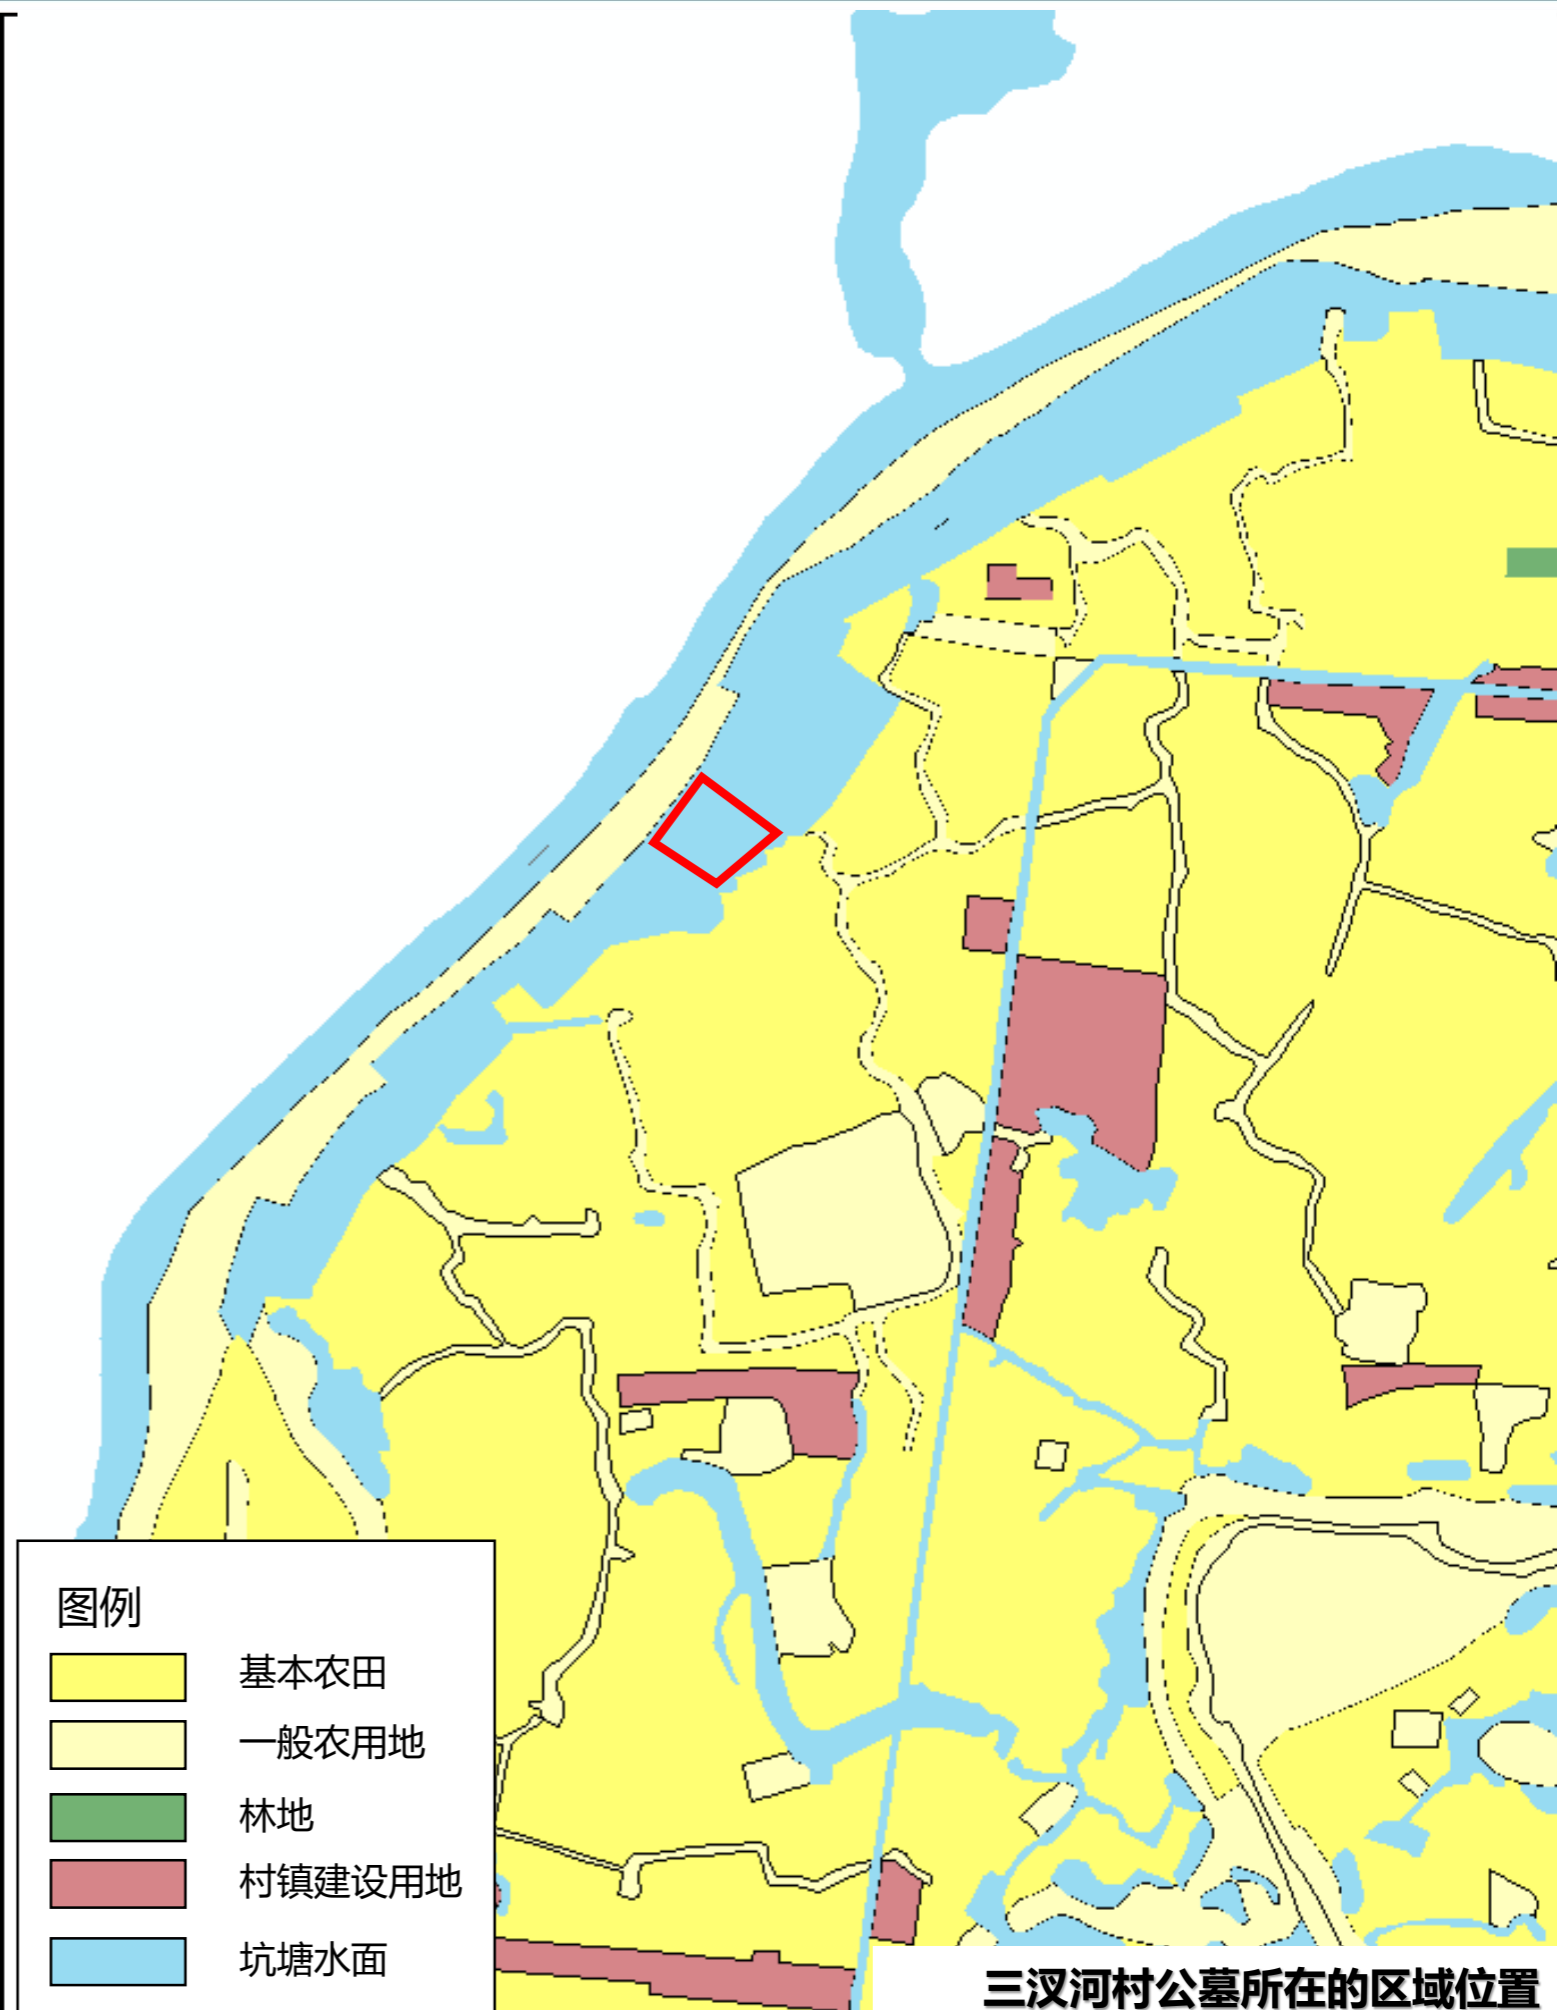 图例
基本农田
一般农用地
林地
村镇建设用地
坑塘水面
三汊河村公墓所在的区域位置